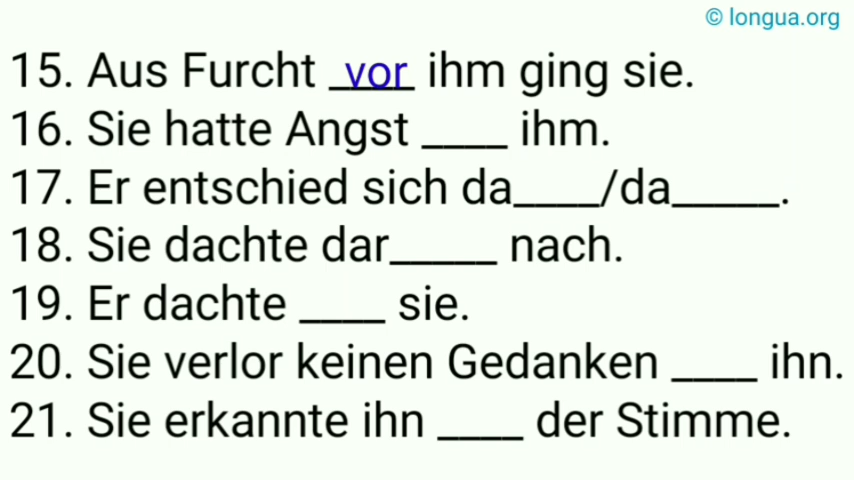 © longua.org
15. Aus Furcht _vor_ ihm ging sie.
16. Sie hatte Angst ____ ihm.
17. Er entschied sich da____/da_____.
18. Sie dachte dar_____ nach.
19. Er dachte ____ sie.
20. Sie verlor keinen Gedanken ____ ihn.
21. Sie erkannte ihn ____ der Stimme.